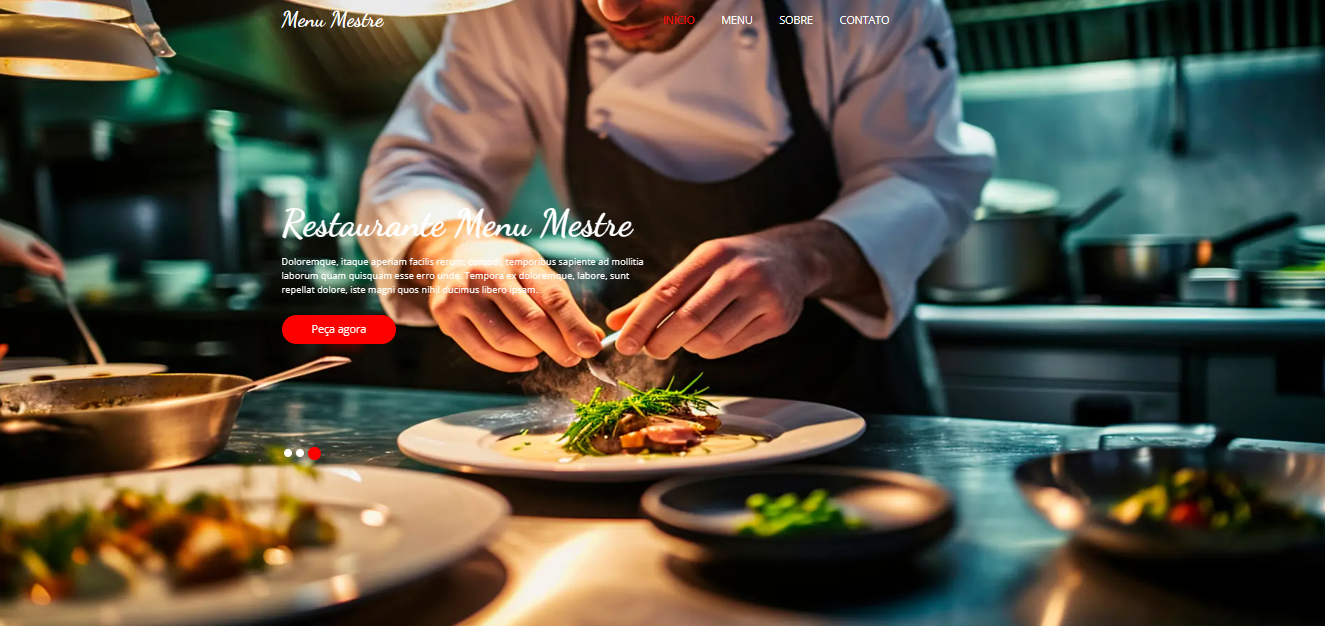 Menu Mestre
INÍCIO MENU SOBRE CONTATO
Restaurante Menu Mestre
Doloremque, itaque aperiam facilis rerum, comodi, temporibus sapiente ad mollitia
laborum quam quisquam esse erro unde. Tempora ex doloremque, labore, sunt
repellat dolore, iste magni quos nihil ducimus libero ipsam.
Peça agora